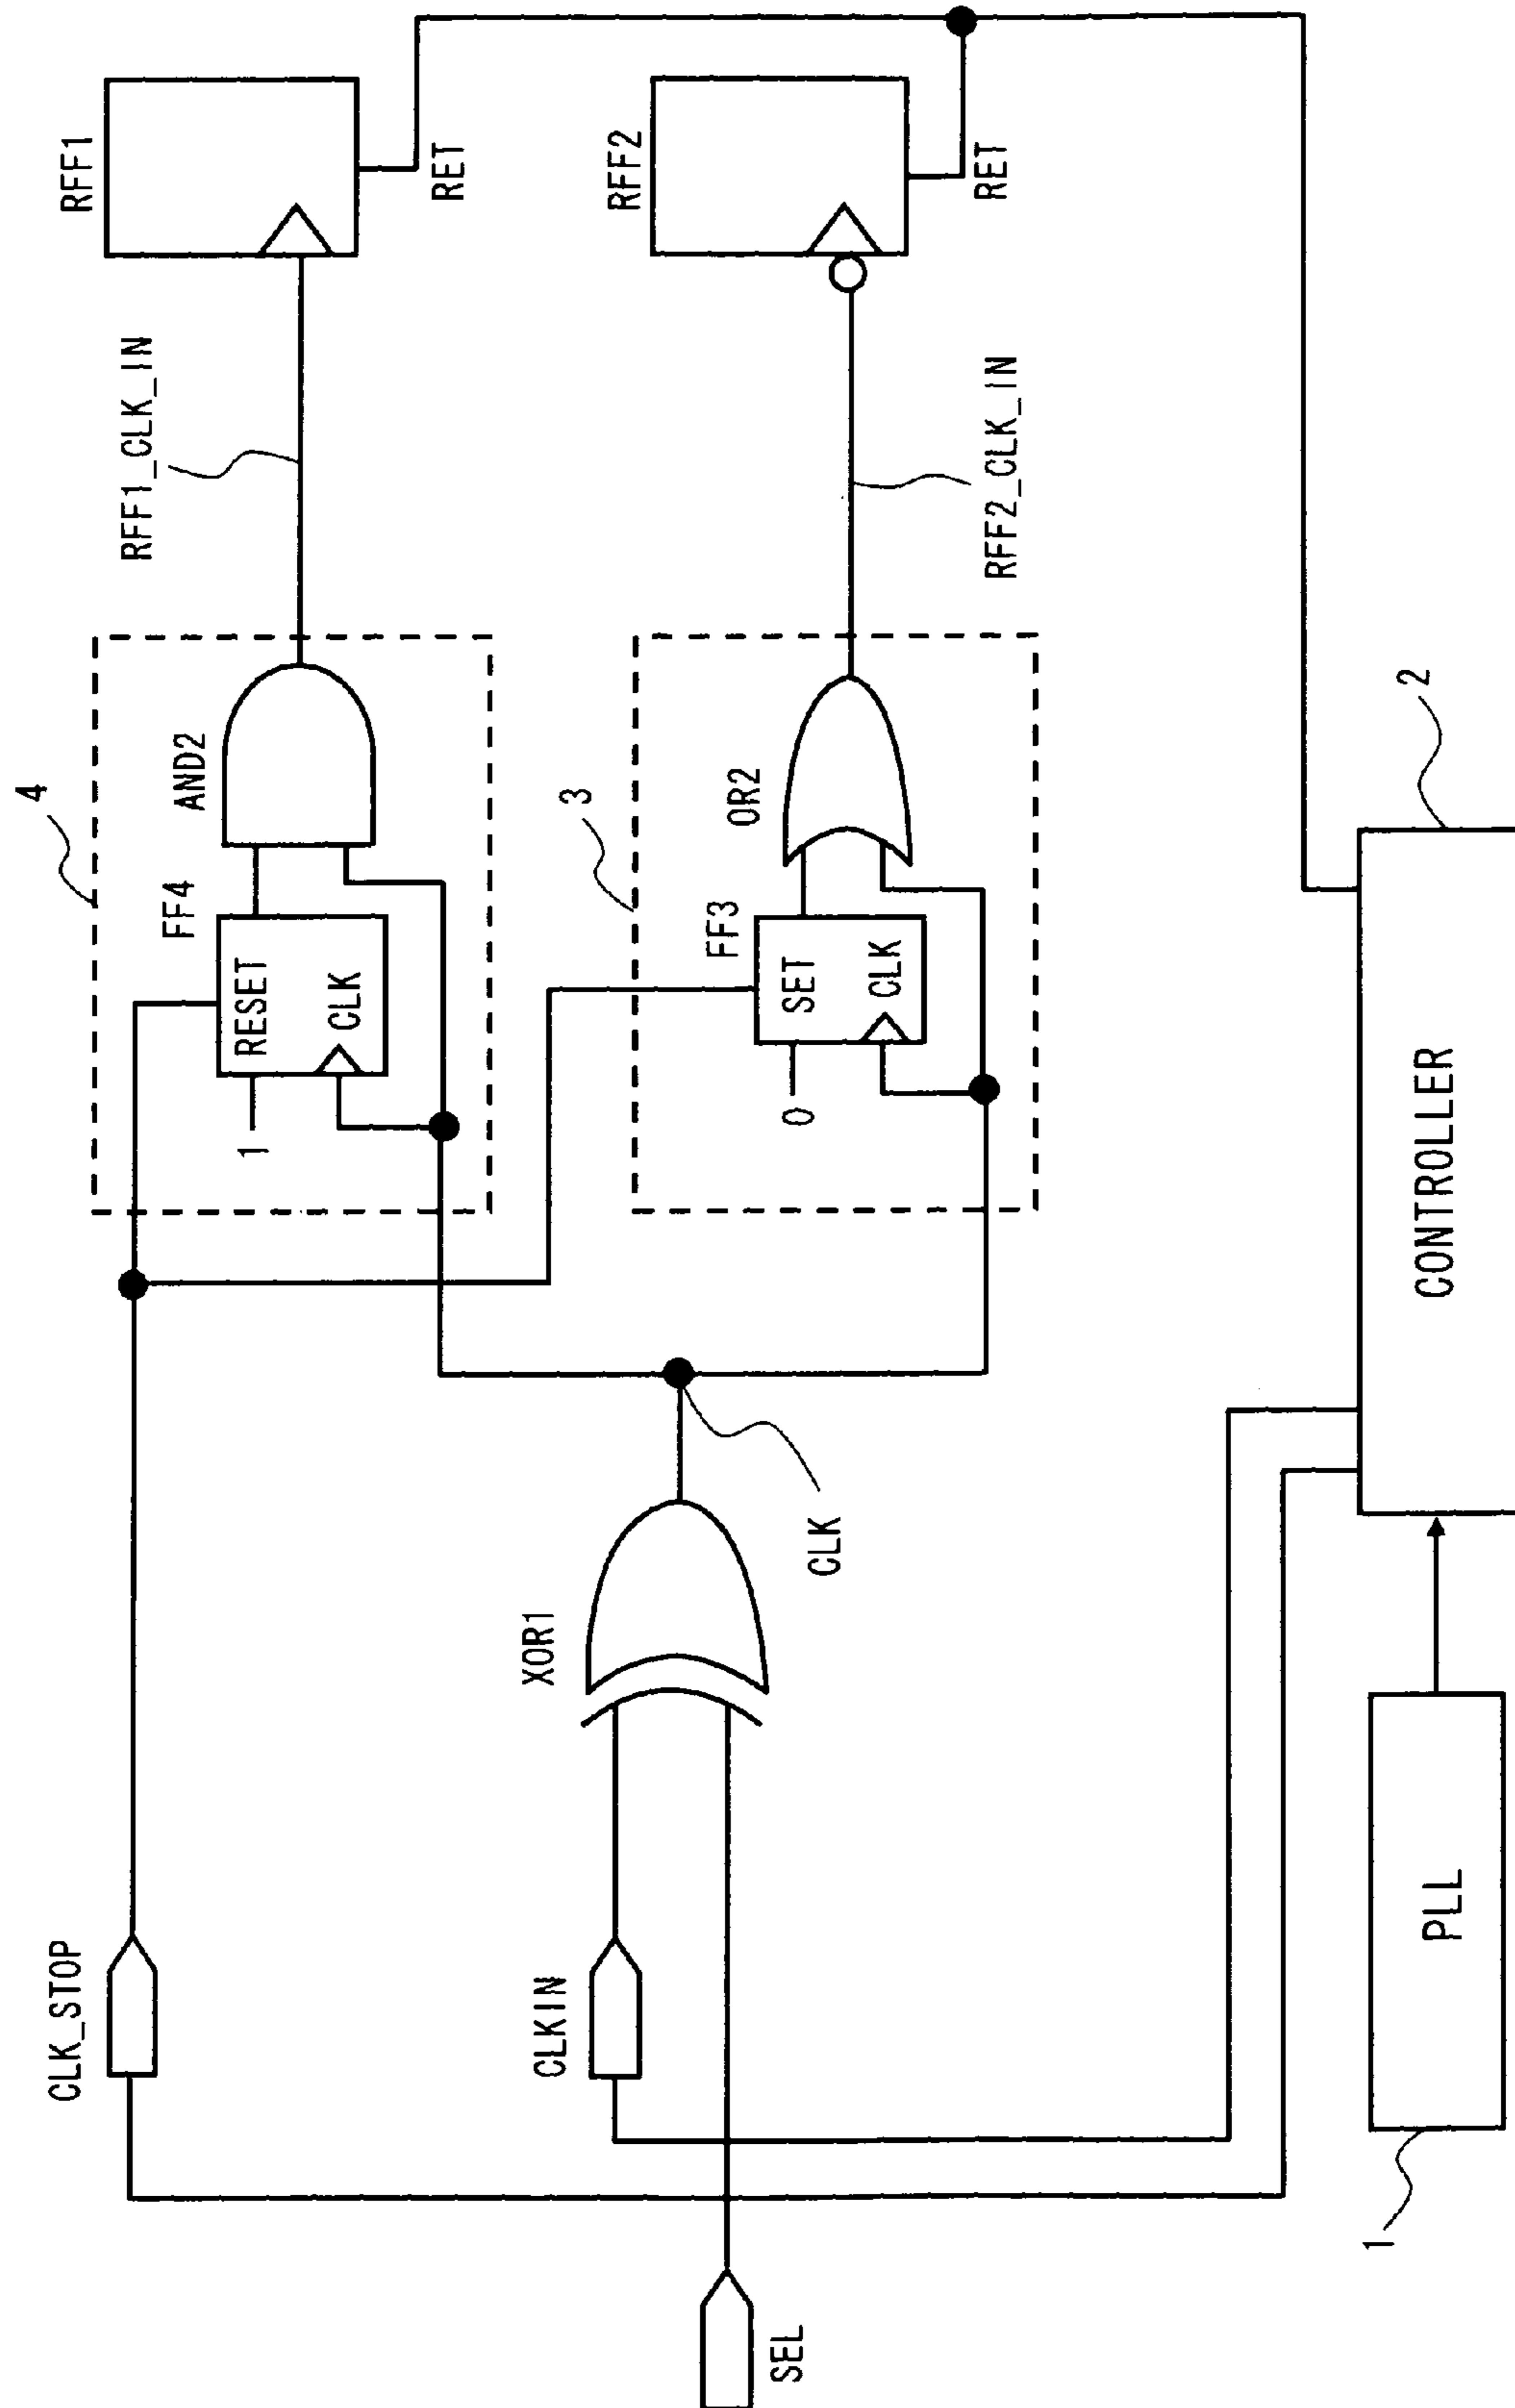 CLK_STOP
CLKIN
SEL
XOR1
CLK
4
FF4
RESET
CLK
1
AND2
RFF1_CLK_IN
RFF1
RET
3
FF3
SET
CLK
0
OR2
RFF2_CLK_IN
RFF2
RET
1
PLL
CONTROLLER
2